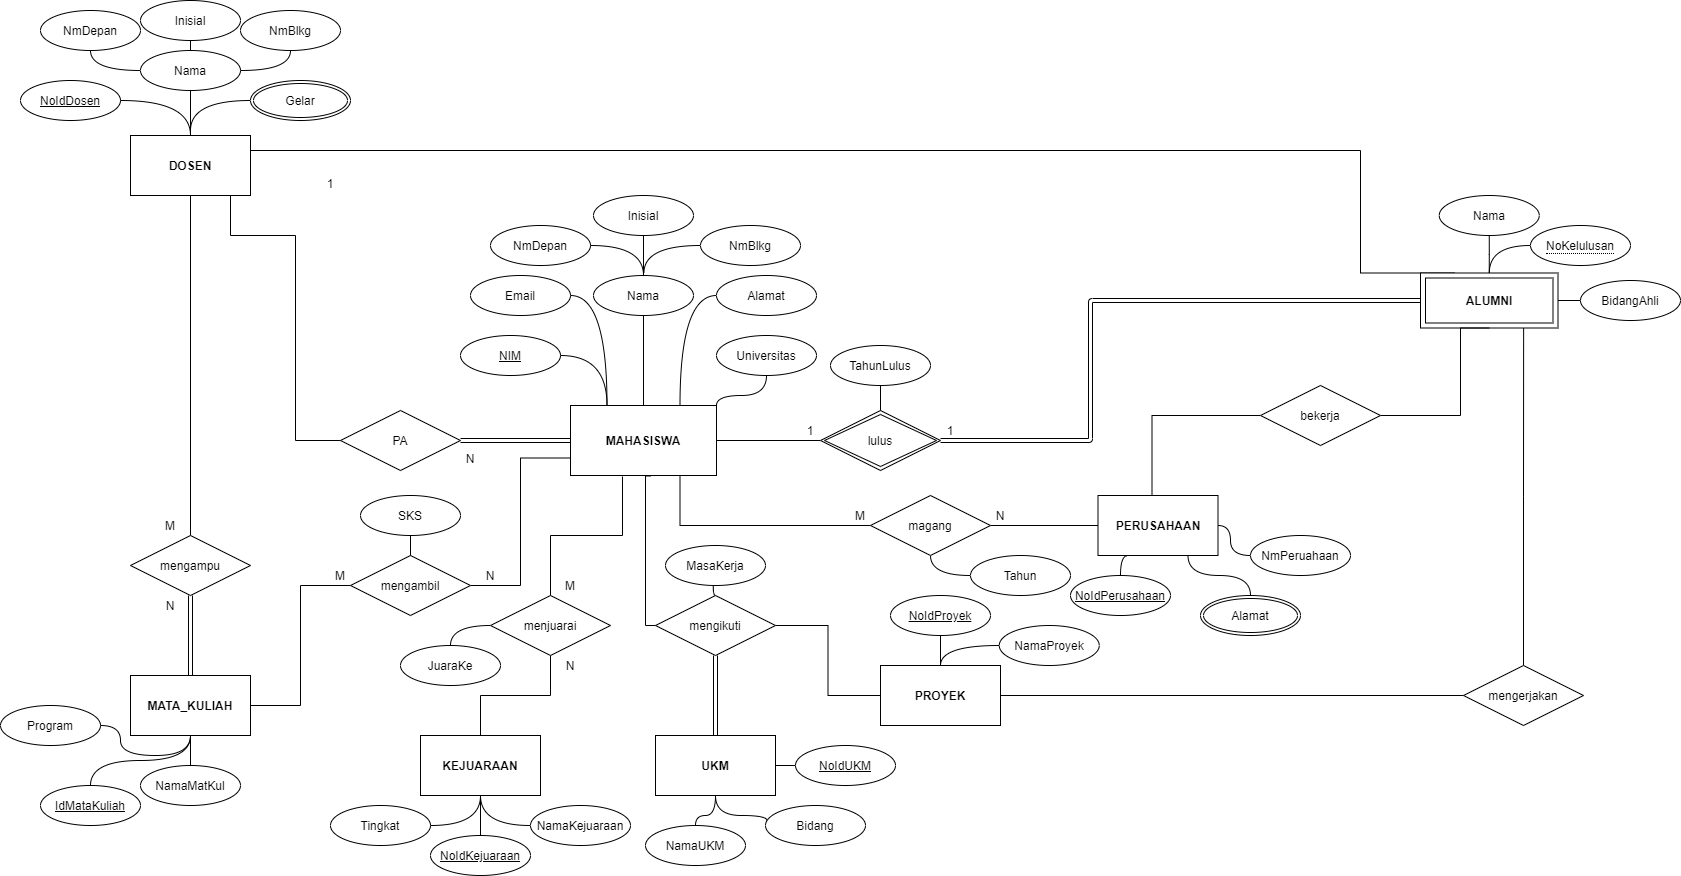 Inisial
NmDepan
NmBlkg
Nama
NoIdDosen
Gelar
DOSEN
1
Inisial
Nama
NmDepan
NmBlkg
NoKelulusan
Email
Nama
Alamat
ALUMNI
BidangAhli
NIM
Universitas
TahunLulus
bekerja
PA
MAHASISWA
1
lulus
1
N
M
SKS
M
magang
N
PERUSAHAAN
NmPeruahaan
mengampu
MasaKerja
Tahun
M
mengambil
N
M
NoIdPerusahaan
N
NoIdProyek
Alamat
menjuarai
mengikuti
NamaProyek
JuaraKe
N
PROYEK
mengerjakan
MATA_KULIAH
Program
KEJUARAAN
UKM
NoIdUKM
NamaMatKul
IdMataKuliah
Tingkat
NamaKejuaraan
Bidang
NamaUKM
NoIdKejuaraan